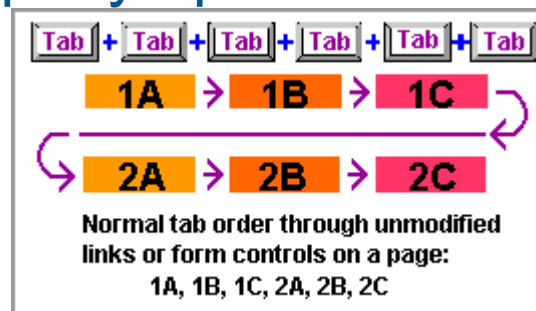 Tab + Tab + Tab + Tab + Tab + Tab
1A 1B 1C
2A 2B 2C
Normal tab order through unmodified
links or form controls on a page:
1A, 1B, 1C, 2A, 2B, 2C